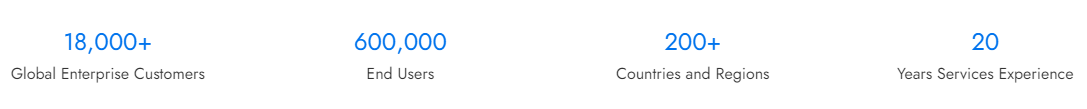 18,000+ 600,000 200+ 20
Global Enterprise Customers End Users Countries and Regions Years Services Experience